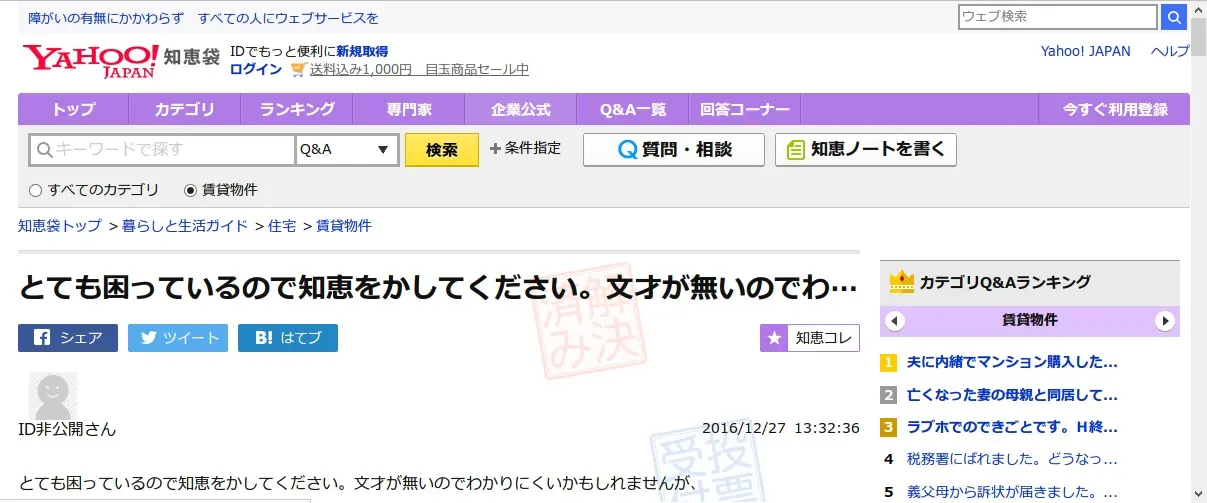 障がいの有無にかかわらず すべての人にウェブサービスを
ウェブ検索
YAHOO! JAPAN 知恵袋
IDでもっと便利に新規取得
ログイン 送料込み1,000円 目玉商品セール中
Yahoo! JAPAN ヘルプ
トップ カテゴリ ランキング 専門家 企業公式 Q&A一覧 回答コーナー 今すぐ利用登録
キーワードで探す Q&A 検索 +条件指定 質問・相談 知恵ノートを書く
すべてのカテゴリ 賃貸物件
知恵袋トップ >暮らしと生活ガイド >住宅 >賃貸物件
とても困っているので知恵をかしてください。文才が無いのでわ…
解決済み
シェア ツイート B! はてブ 知恵コレ
ID非公開さん 2016/12/27 13:32:36
投票受付
とても困っているので知恵をかしてください。文才が無いのでわかりにくいかもしれませんが、
カテゴリQ&Aランキング
賃貸物件
1 夫に内緒でマンション購入した...
2 亡くなった妻の母親と同居して...
3 ラブホでのできごとです。H終...
4 税務署にばれました。どうなっ...
5 義父母から訴状が届きました。...